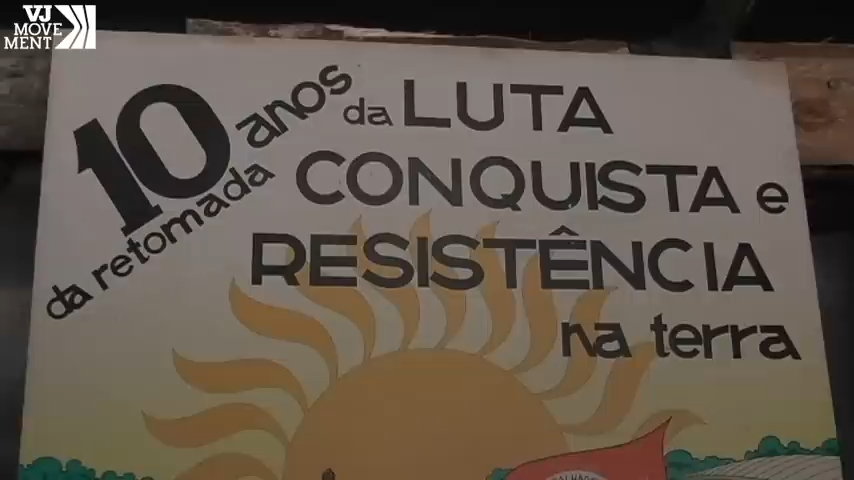 VJ
MOVE
MENT
10 anos da LUTA
da retomada CONQUISTA e
RESISTÊNCIA
na terra